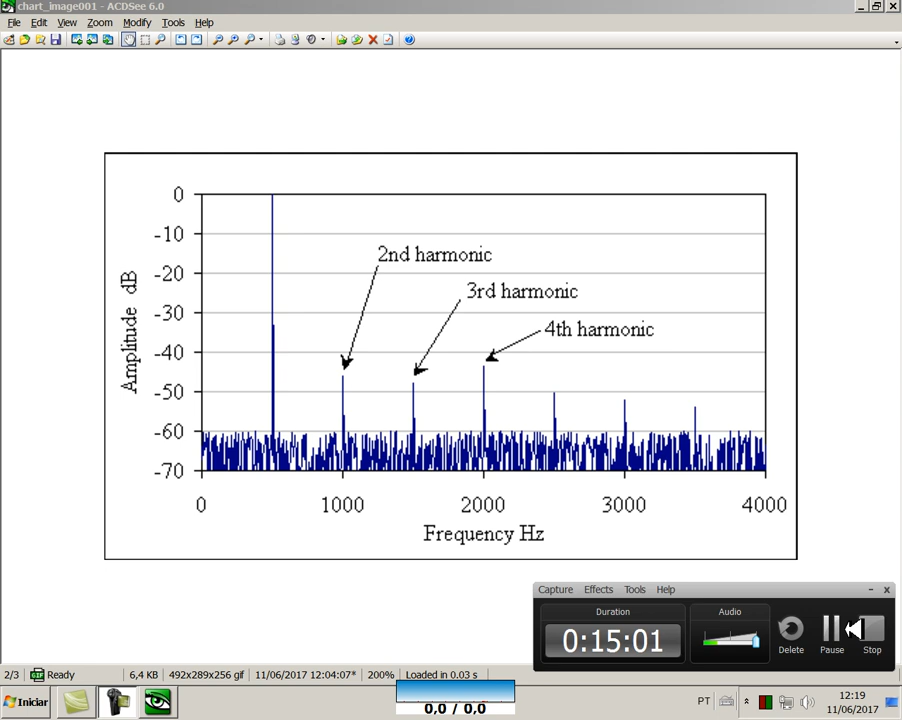 chart_image001 - ACDSee 6.0
File Edit View Zoom Modify Tools Help
0
-10
-20
-30
-40
-50
-60
-70
Amplitude dB
2nd harmonic
3rd harmonic
4th harmonic
0 1000 2000 3000 4000
Frequency Hz
Capture Effects Tools Help
Duration
Audio
0:15:01
Delete Pause Stop
2/3 GIF Ready 6,4 KB 492x289x256 gif 11/06/2017 12:04:07* 200% Loaded in 0.03 s
Iniciar
0,0 / 0,0
PT
12:19
11/06/2017